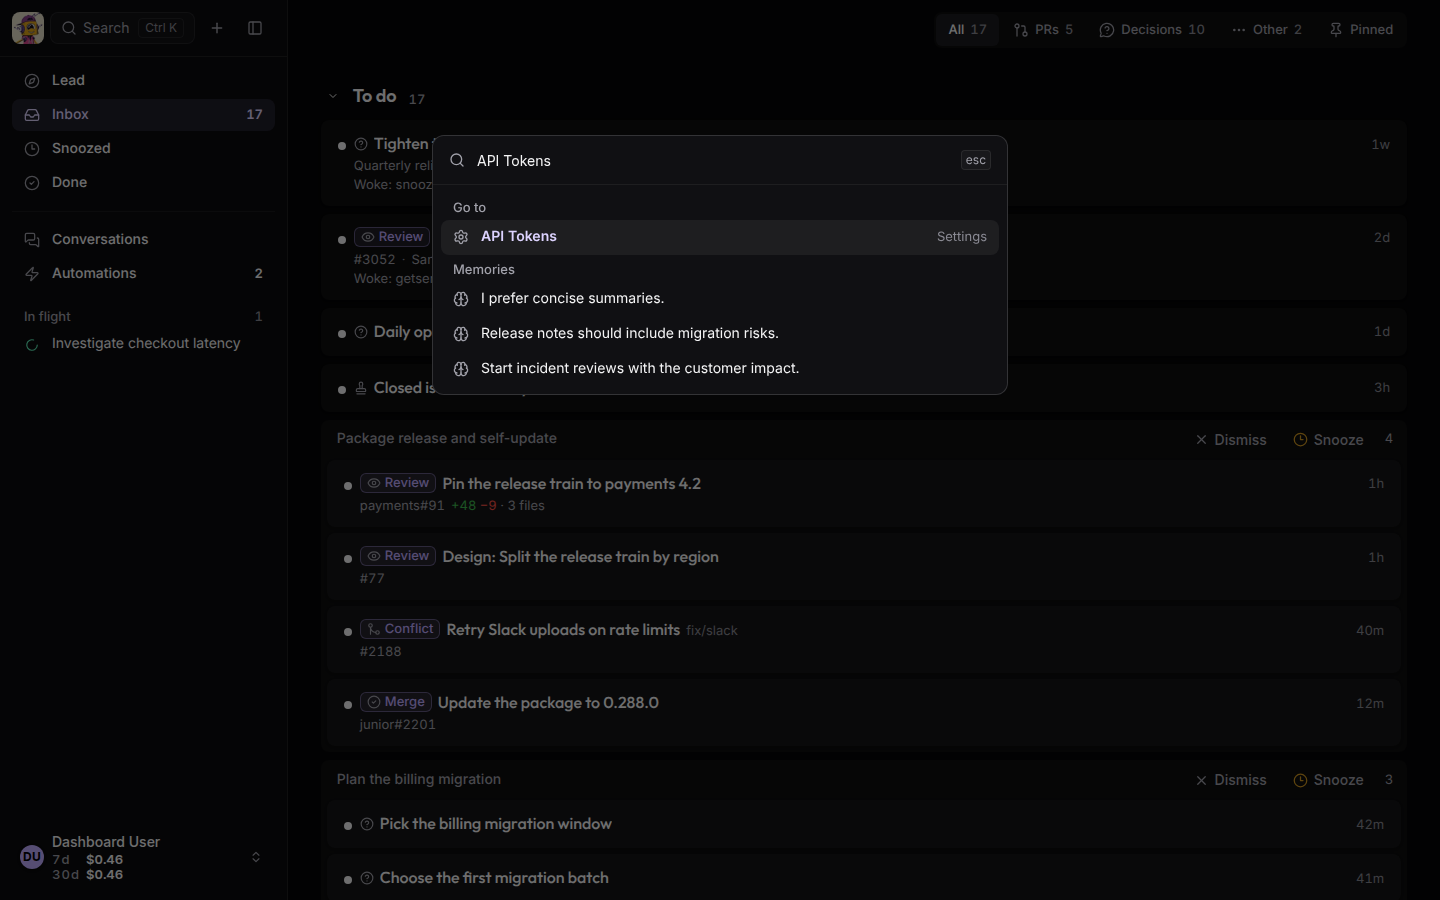 Search Ctrl K
Lead
Inbox 17
Snoozed
Done
Conversations
Automations 2
In flight 1
Investigate checkout latency
Dashboard User
DU
7d $0.46
30d $0.46
All 17 PRs 5 Decisions 10 Other 2 Pinned
To do 17
API Tokens esc
Go to
API Tokens Settings
Memories
I prefer concise summaries.
Release notes should include migration risks.
Start incident reviews with the customer impact.
Tighten 1w
Quarterly
Woke:
Review 2d
#3052 ·
Woke:
Daily 1d
Closed 3h
Package release and self-update Dismiss Snooze 4
Review Pin the release train to payments 4.2 1h
payments#91 +48 −9 · 3 files
Review Design: Split the release train by region 1h
#77
Conflict Retry Slack uploads on rate limits fix/slack 40m
#2188
Merge Update the package to 0.288.0 12m
junior#2201
Plan the billing migration Dismiss Snooze 3
Pick the billing migration window 42m
Choose the first migration batch 41m